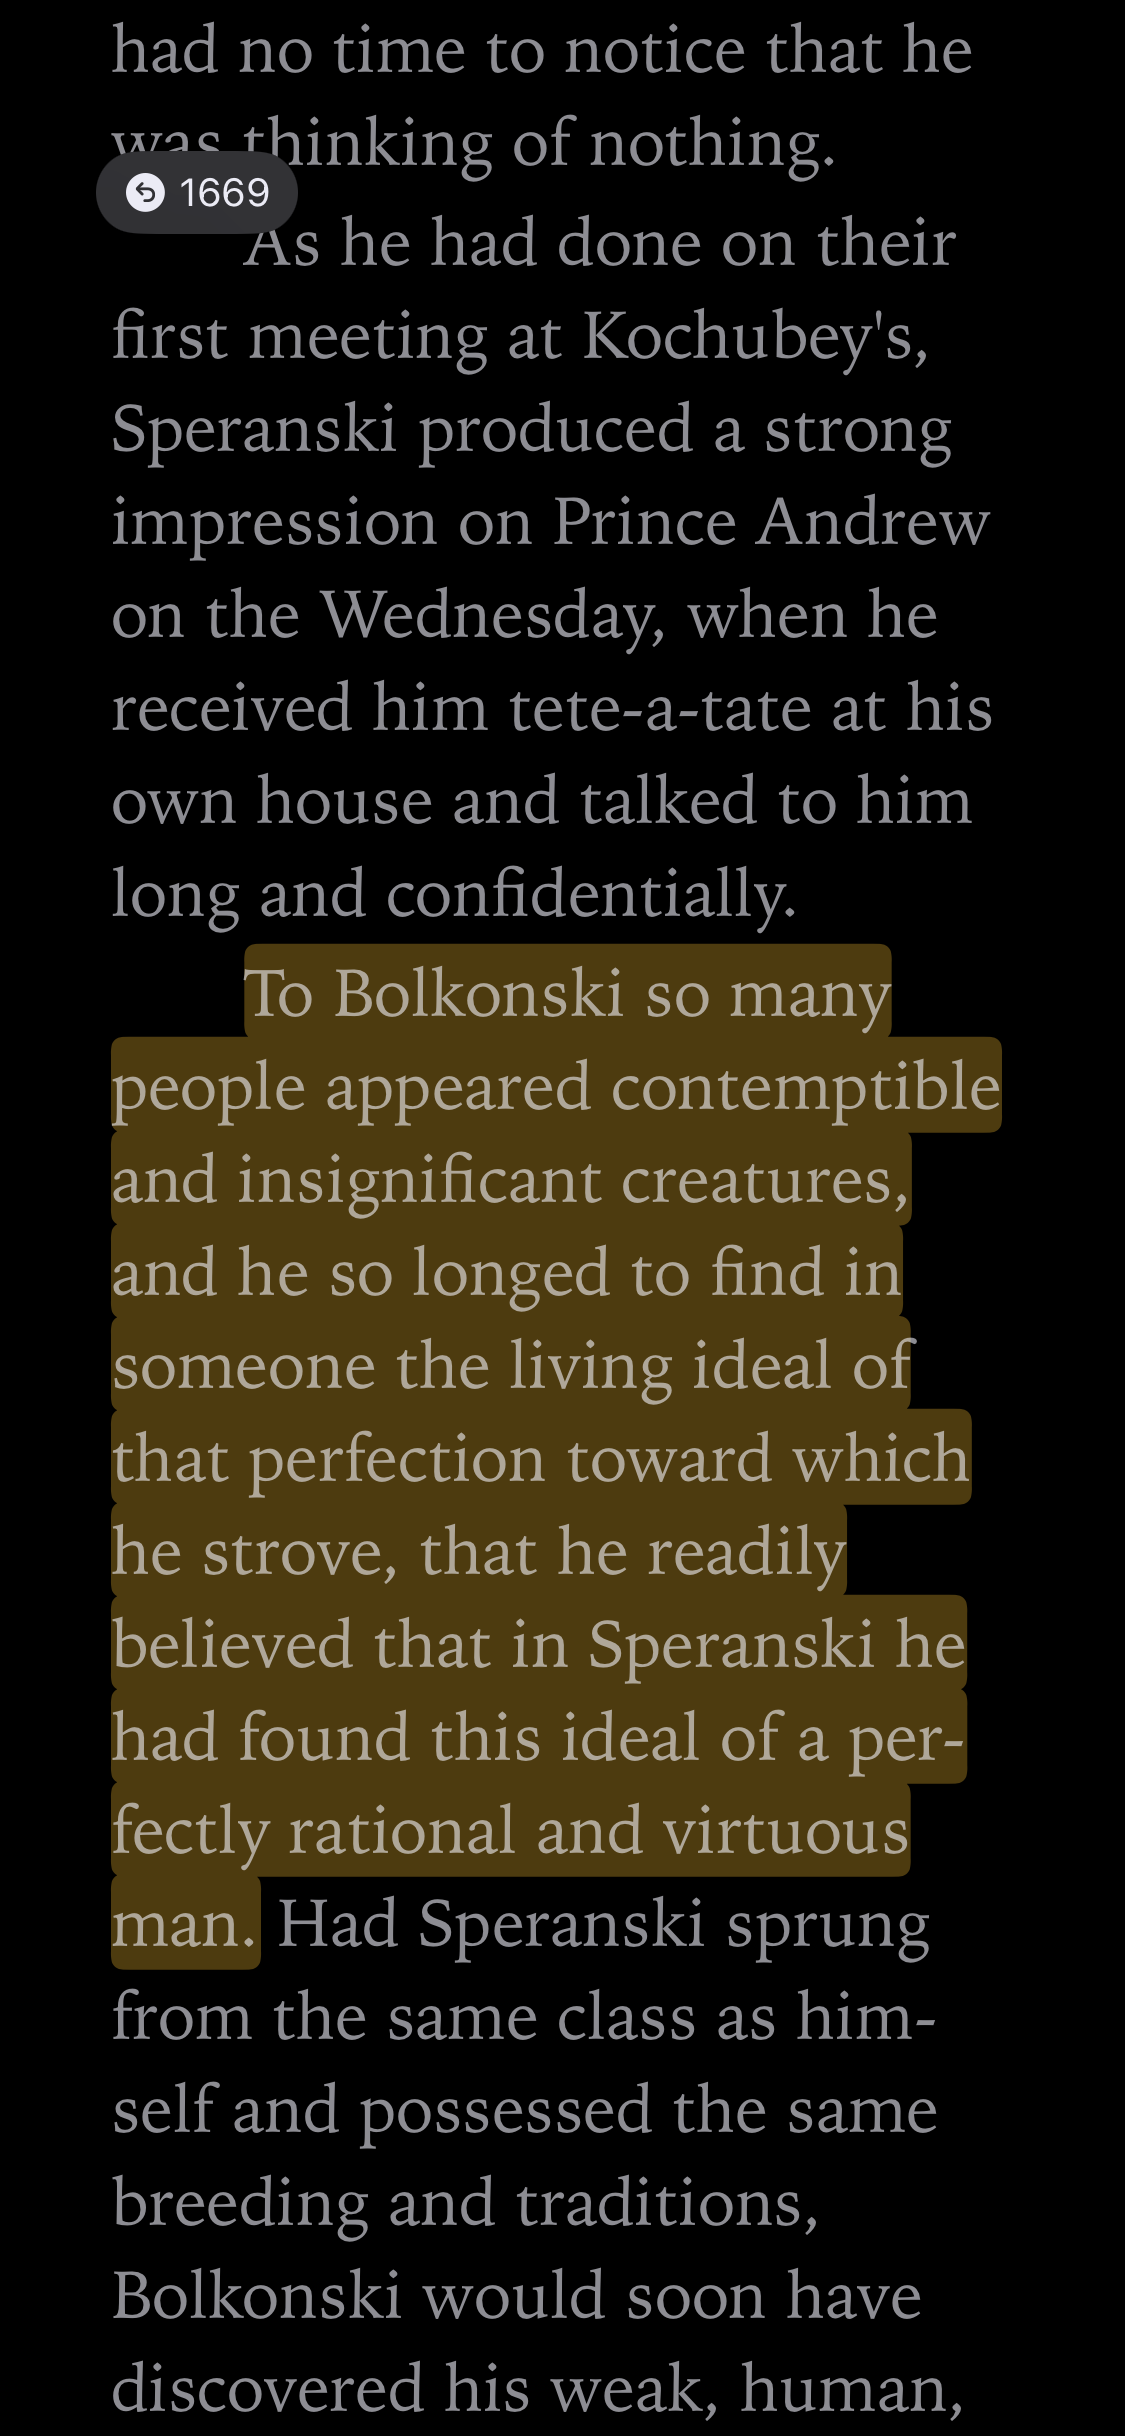 had no time to notice that he
was thinking of nothing.
1669
As he had done on their
first meeting at Kochubey's,
Speranski produced a strong
impression on Prince Andrew
on the Wednesday, when he
received him tete-a-tate at his
own house and talked to him
long and confidentially.
To Bolkonski so many
people appeared contemptible
and insignificant creatures,
and he so longed to find in
someone the living ideal of
that perfection toward which
he strove, that he readily
believed that in Speranski he
had found this ideal of a per-
fectly rational and virtuous
man. Had Speranski sprung
from the same class as him-
self and possessed the same
breeding and traditions,
Bolkonski would soon have
discovered his weak, human,